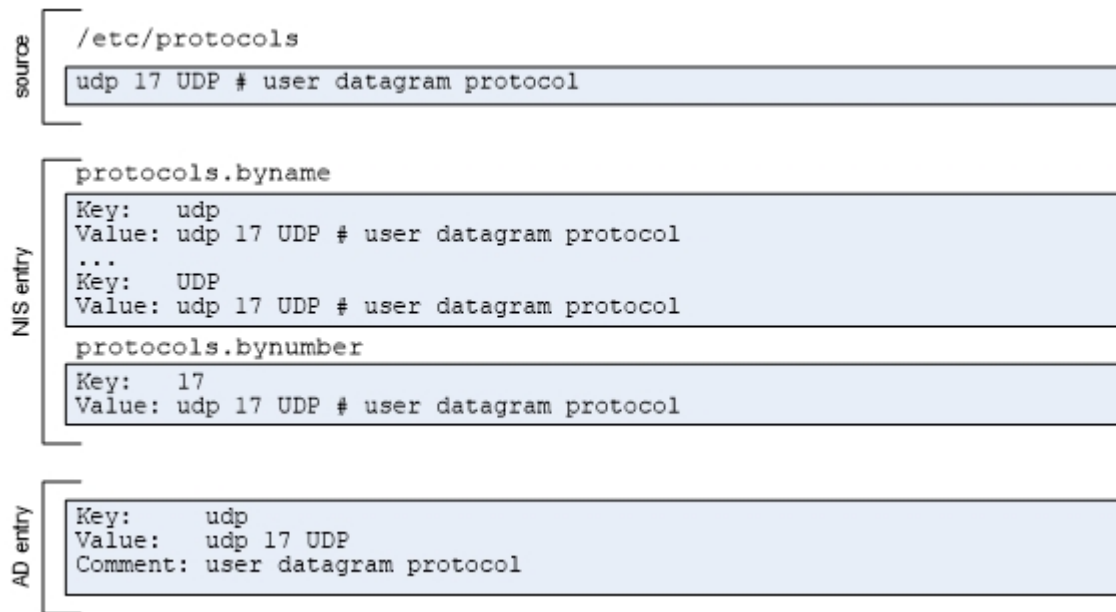 source
/etc/protocols
udp 17 UDP # user datagram protocol
NIS entry
protocols.byname
Key: udp
Value: udp 17 UDP # user datagram protocol
...
Key: UDP
Value: udp 17 UDP # user datagram protocol
protocols.bynumber
Key: 17
Value: udp 17 UDP # user datagram protocol
AD entry
Key: udp
Value: udp 17 UDP
Comment: user datagram protocol